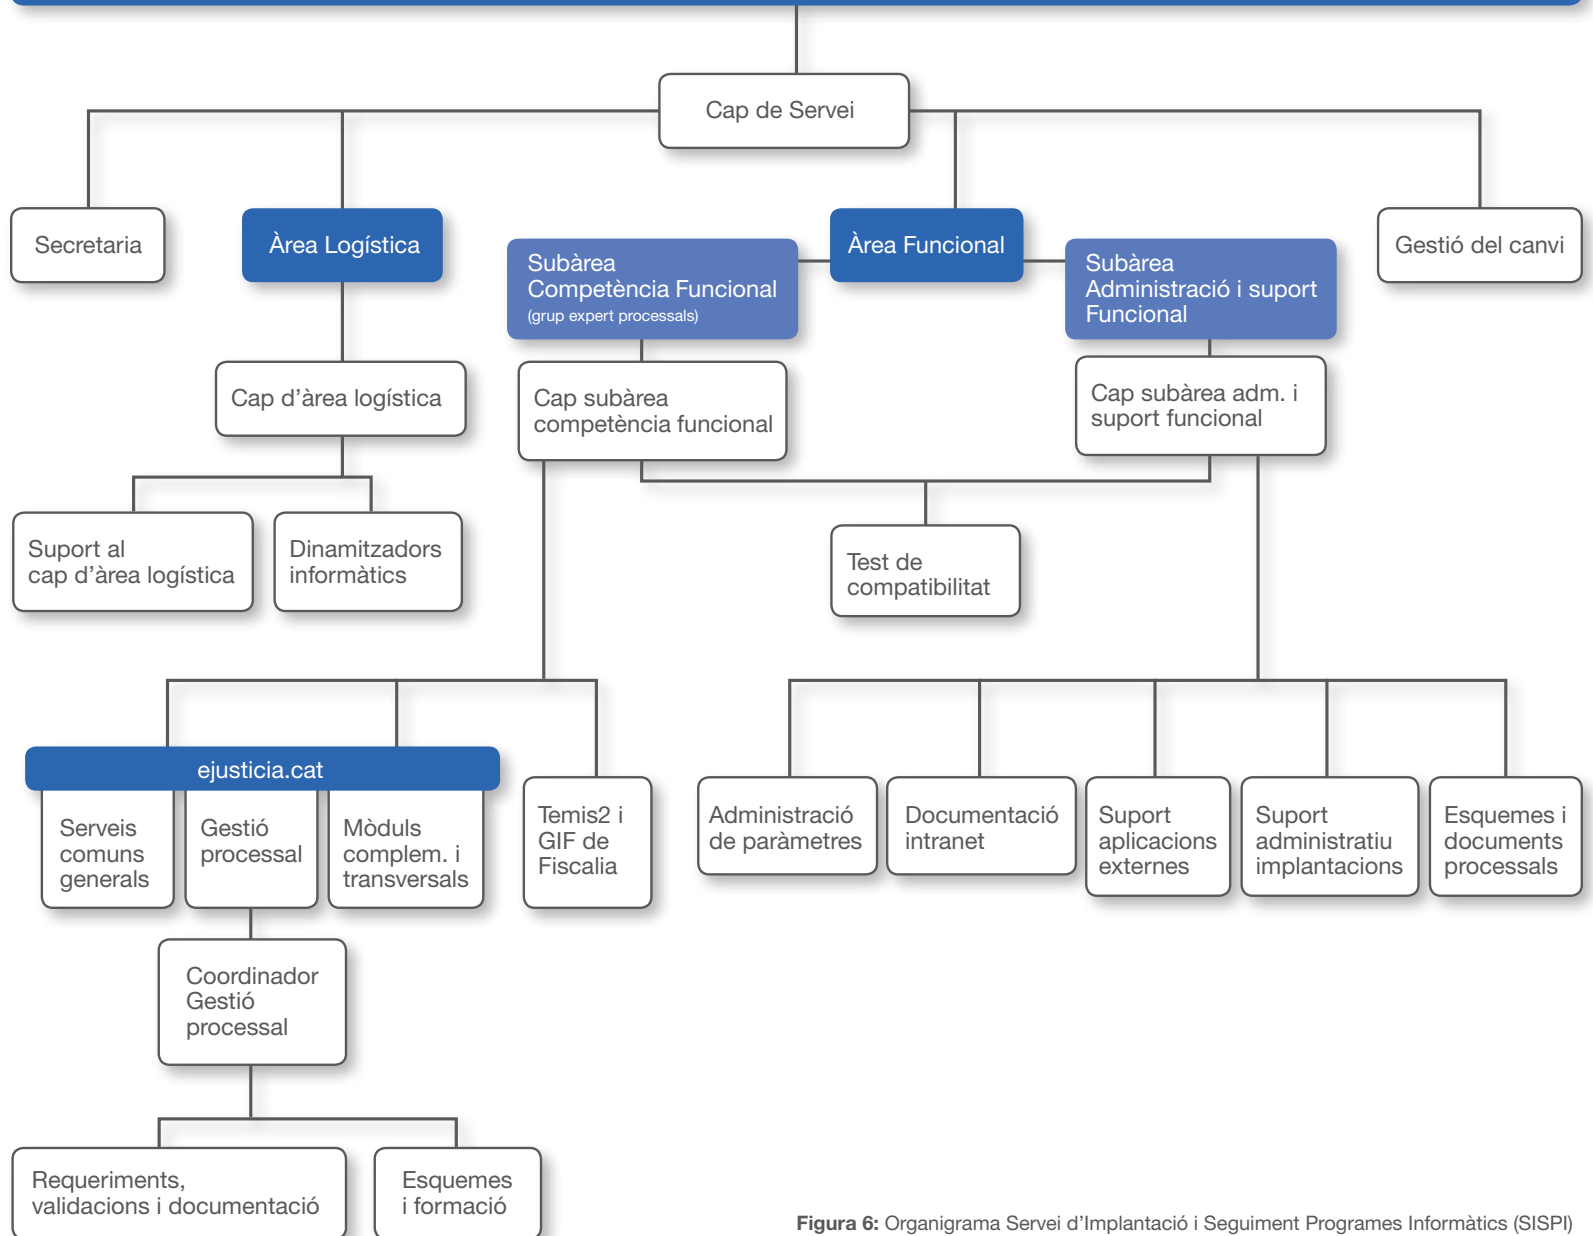 Cap de Servei
Secretaria
Àrea Logística
Àrea Funcional
Gestió del canvi
Subàrea
Competència Funcional
(grup expert processals)
Subàrea
Administració i suport
Funcional
Cap d’àrea logística
Cap subàrea
competència funcional
Cap subàrea adm. i
suport funcional
Suport al
cap d’àrea logística
Dinamitzadors
informàtics
Test de
compatibilitat
ejusticia.cat
Serveis
comuns
generals
Gestió
processal
Mòduls
complem. i
transversals
Temis2 i
GIF de
Fiscalia
Administració
de paràmetres
Documentació
intranet
Suport
aplicacions
externes
Suport
administratiu
implantacions
Esquemes i
documents
processals
Coordinador
Gestió
processal
Requeriments,
validacions i documentació
Esquemes
i formació
Figura 6: Organigrama Servei d’Implantació i Seguiment Programes Informàtics (SISPI)